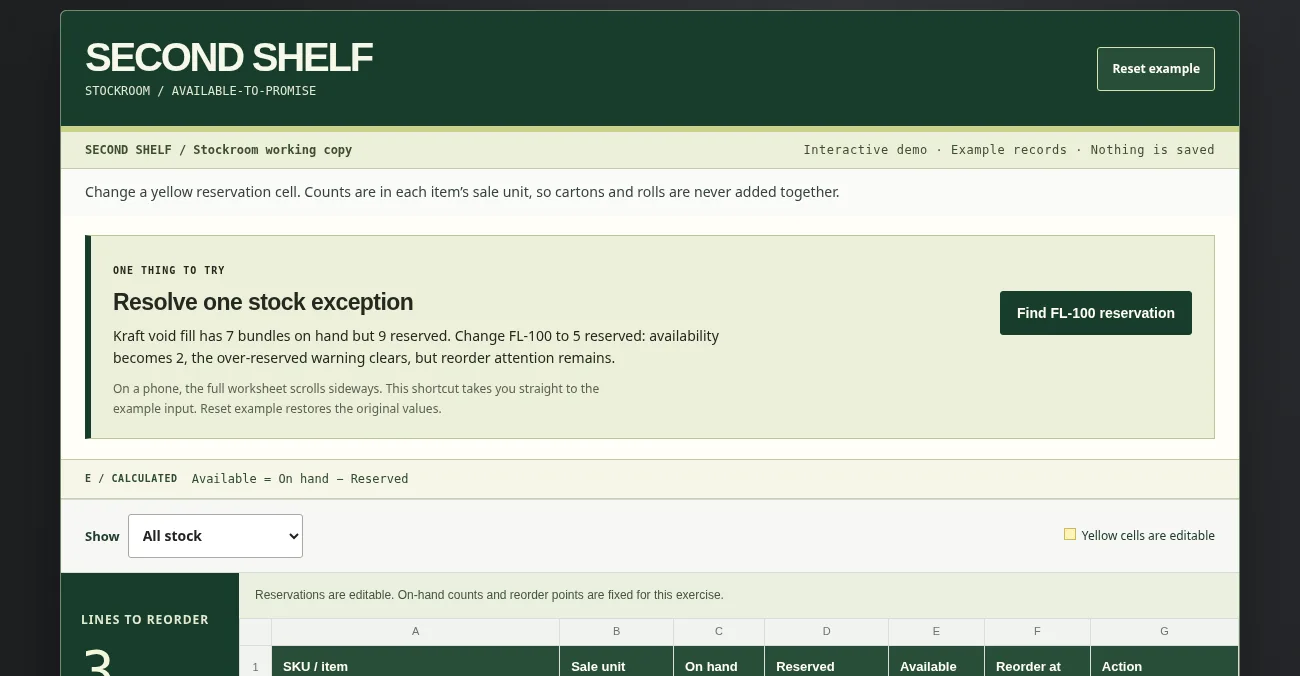 SECOND SHELF
STOCKROOM / AVAILABLE-TO-PROMISE
Reset example
SECOND SHELF / Stockroom working copy
Interactive demo · Example records · Nothing is saved
Change a yellow reservation cell. Counts are in each item’s sale unit, so cartons and rolls are never added together.
ONE THING TO TRY
Resolve one stock exception
Kraft void fill has 7 bundles on hand but 9 reserved. Change FL-100 to 5 reserved: availability
becomes 2, the over-reserved warning clears, but reorder attention remains.
On a phone, the full worksheet scrolls sideways. This shortcut takes you straight to the
example input. Reset example restores the original values.
Find FL-100 reservation
E / CALCULATED Available = On hand − Reserved
Show All stock
Yellow cells are editable
LINES TO REORDER
3
Reservations are editable. On-hand counts and reorder points are fixed for this exercise.
A B C D E F G
1 SKU / item Sale unit On hand Reserved Available Reorder at Action